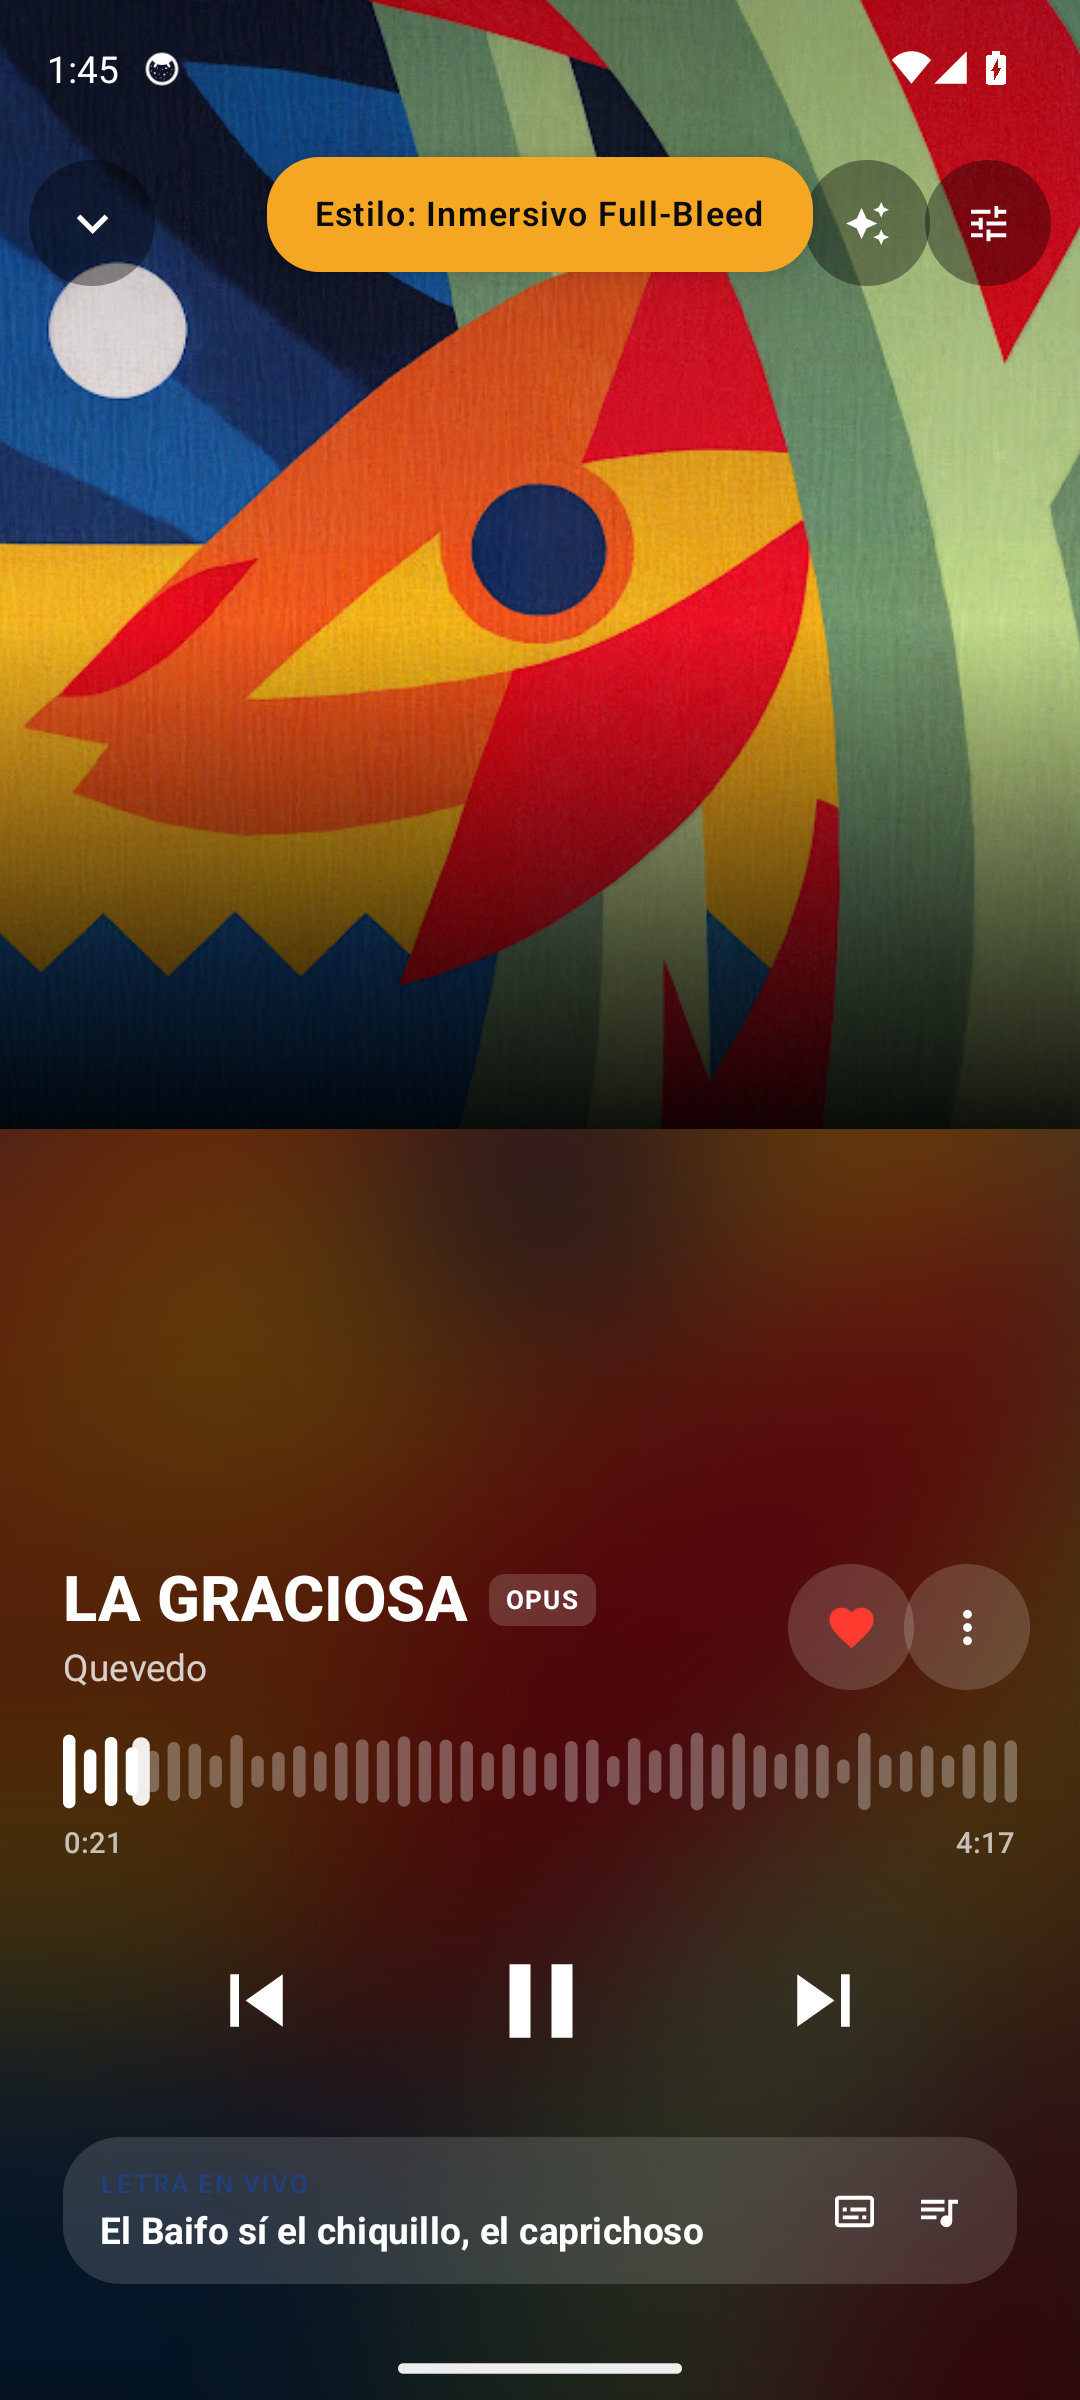 1:45
Estilo: Inmersivo Full-Bleed
LA GRACIOSA OPUS
Quevedo
0:21 4:17
LETRA EN VIVO
El Baifo sí el chiquillo, el caprichoso